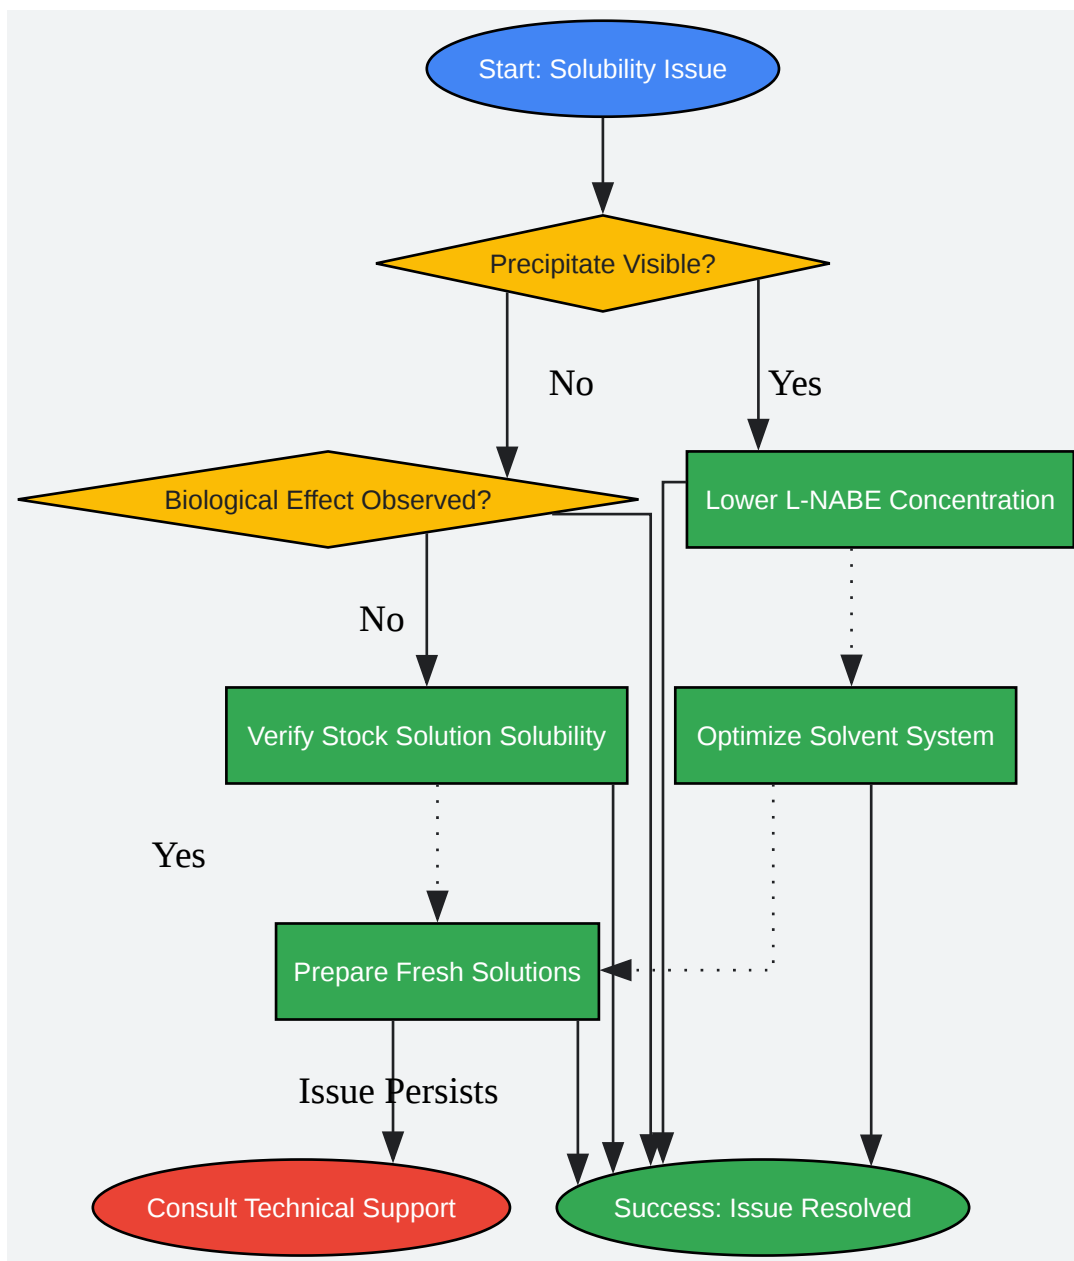 Start: Solubility Issue
Precipitate Visible?
No
Yes
Biological Effect Observed?
Lower L-NABE Concentration
No
Verify Stock Solution Solubility
Optimize Solvent System
Yes
Prepare Fresh Solutions
Issue Persists
Consult Technical Support
Success: Issue Resolved